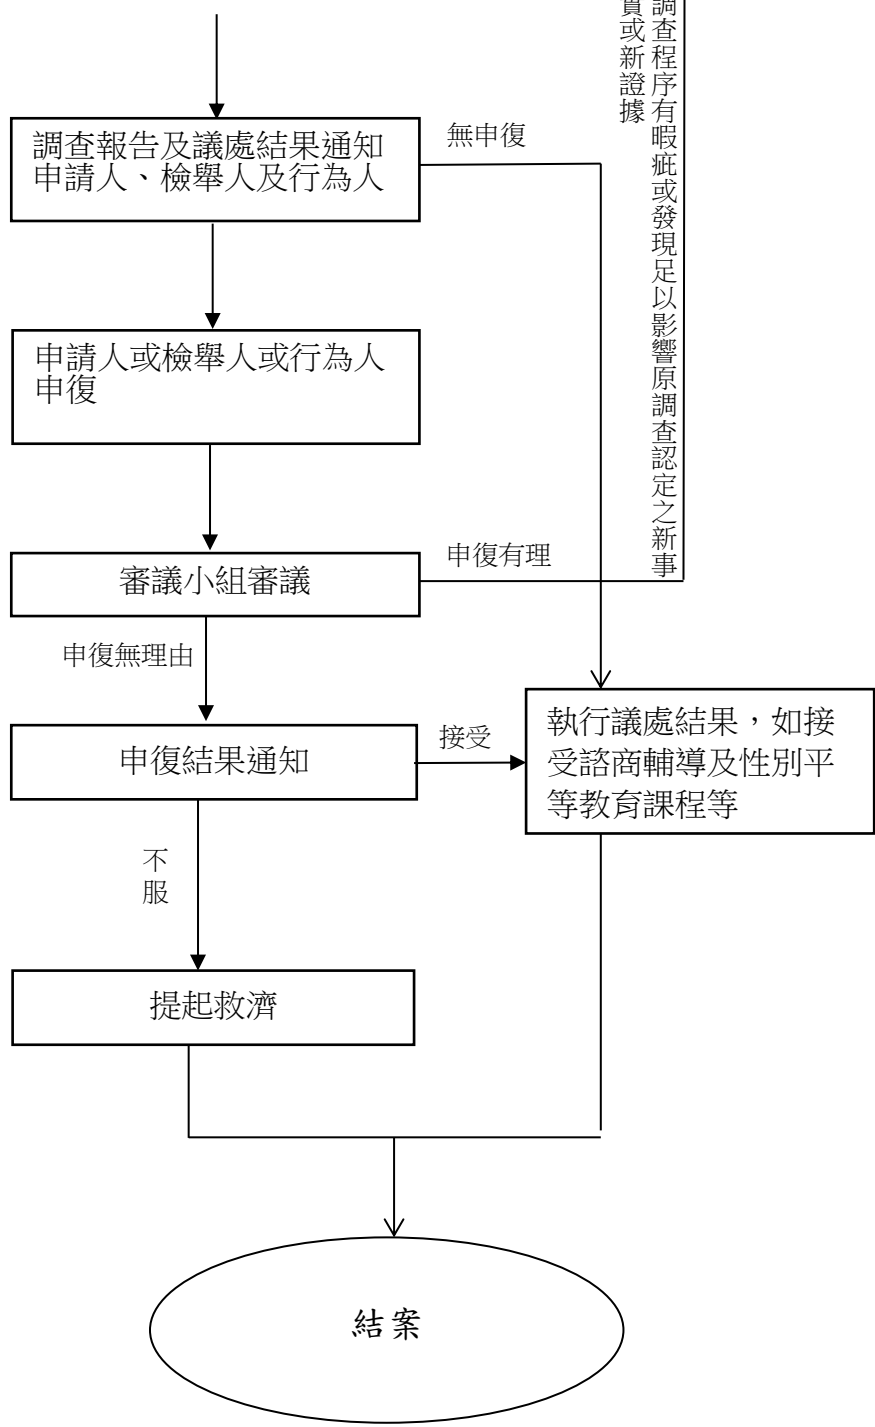 調查程序有暇疵或發現足以影響原調查認定之新事
實或新證據
調查報告及議處結果通知
申請人、檢舉人及行為人
無申復
申請人或檢舉人或行為人
申復
審議小組審議
申復有理
申復無理由
申復結果通知
接受
執行議處結果，如接
受諮商輔導及性別平
等教育課程等
不
服
提起救濟
結案